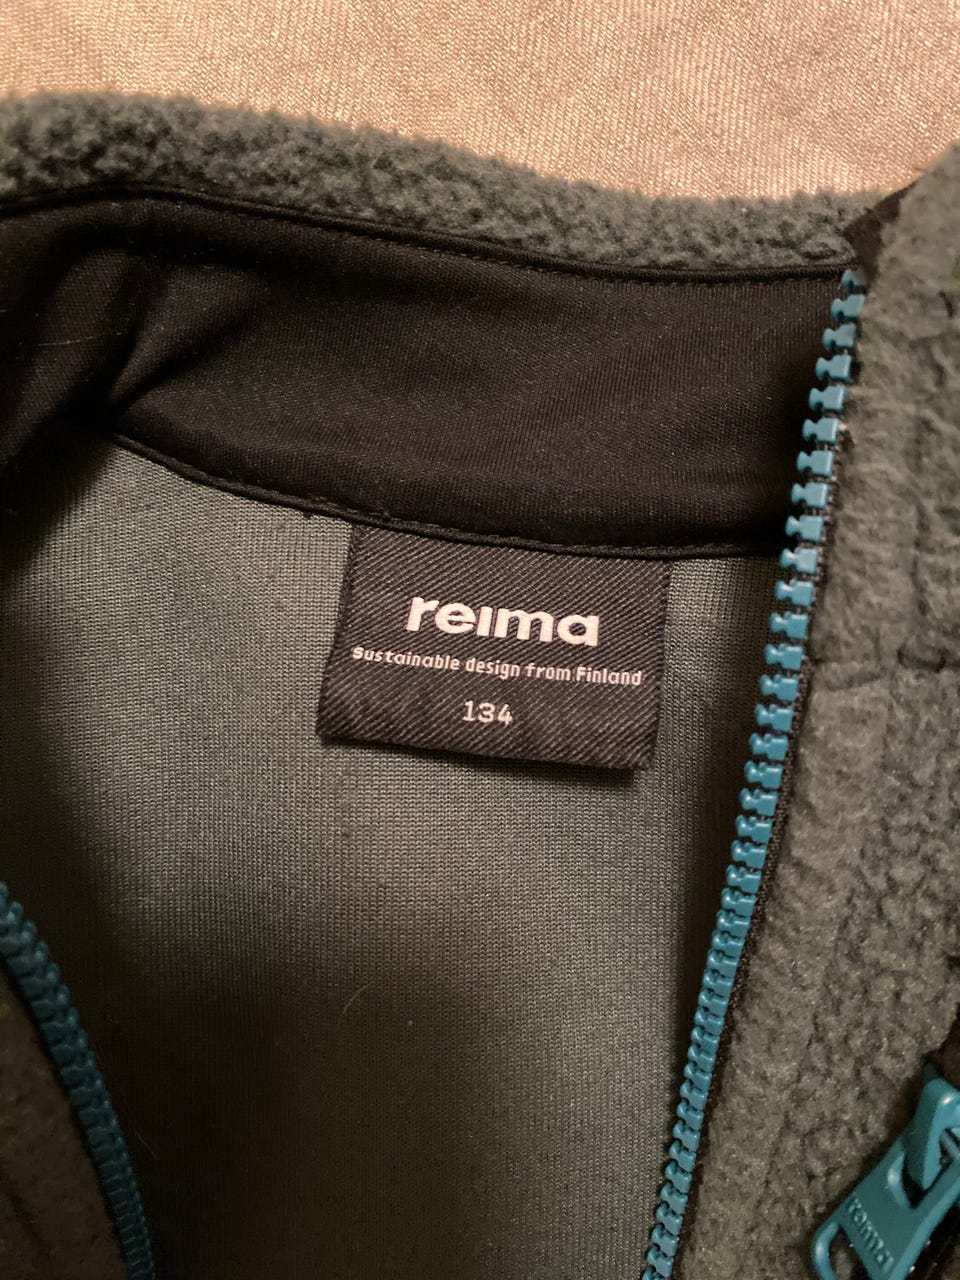 reima
Sustainable design from Finland
134
reima